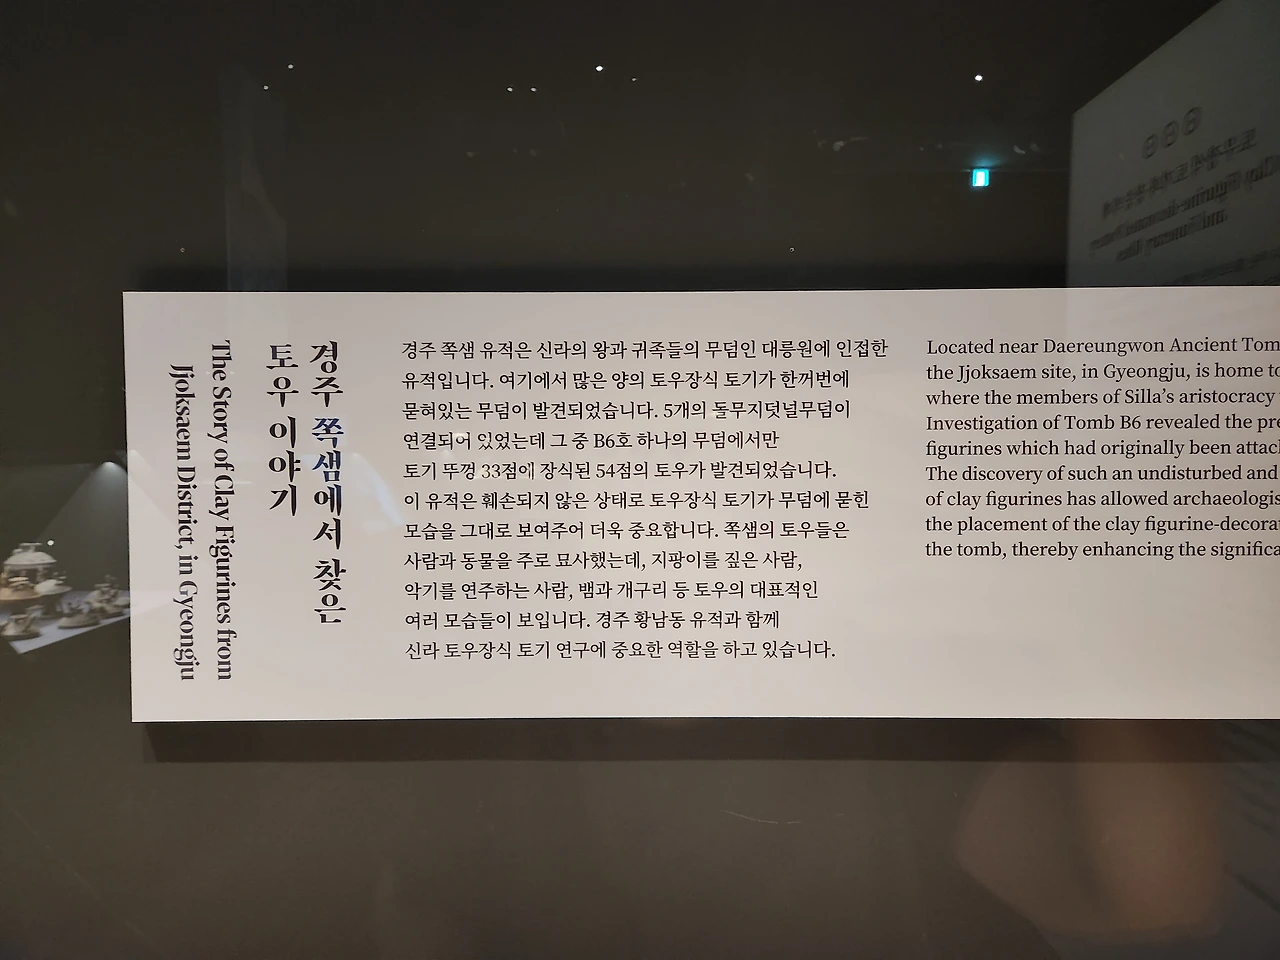 경주 쪽샘에서 찾은
토우 이야기
The Story of Clay Figurines from
Jjoksaem District, in Gyeongju
경주 쪽샘 유적은 신라의 왕과 귀족들의 무덤인 대릉원에 인접한
유적입니다. 여기에서 많은 양의 토우장식 토기가 한꺼번에
묻혀있는 무덤이 발견되었습니다. 5개의 돌무지덧널무덤이
연결되어 있었는데 그 중 B6호 하나의 무덤에서만
토기 뚜껑 33점에 장식된 54점의 토우가 발견되었습니다.
이 유적은 훼손되지 않은 상태로 토우장식 토기가 무덤에 묻힌
모습을 그대로 보여주어 더욱 중요합니다. 쪽샘의 토우들은
사람과 동물을 주로 묘사했는데, 지팡이를 짚은 사람,
악기를 연주하는 사람, 뱀과 개구리 등 토우의 대표적인
여러 모습들이 보입니다. 경주 황남동 유적과 함께
신라 토우장식 토기 연구에 중요한 역할을 하고 있습니다.
Located near Daereungwon Ancient Tom
the Jjoksaem site, in Gyeongju, is home to
where the members of Silla's aristocracy
Investigation of Tomb B6 revealed the pre
figurines which had originally been attac
The discovery of such an undisturbed and
of clay figurines has allowed archaeologis
the placement of the clay figurine-decora
the tomb, thereby enhancing the significa